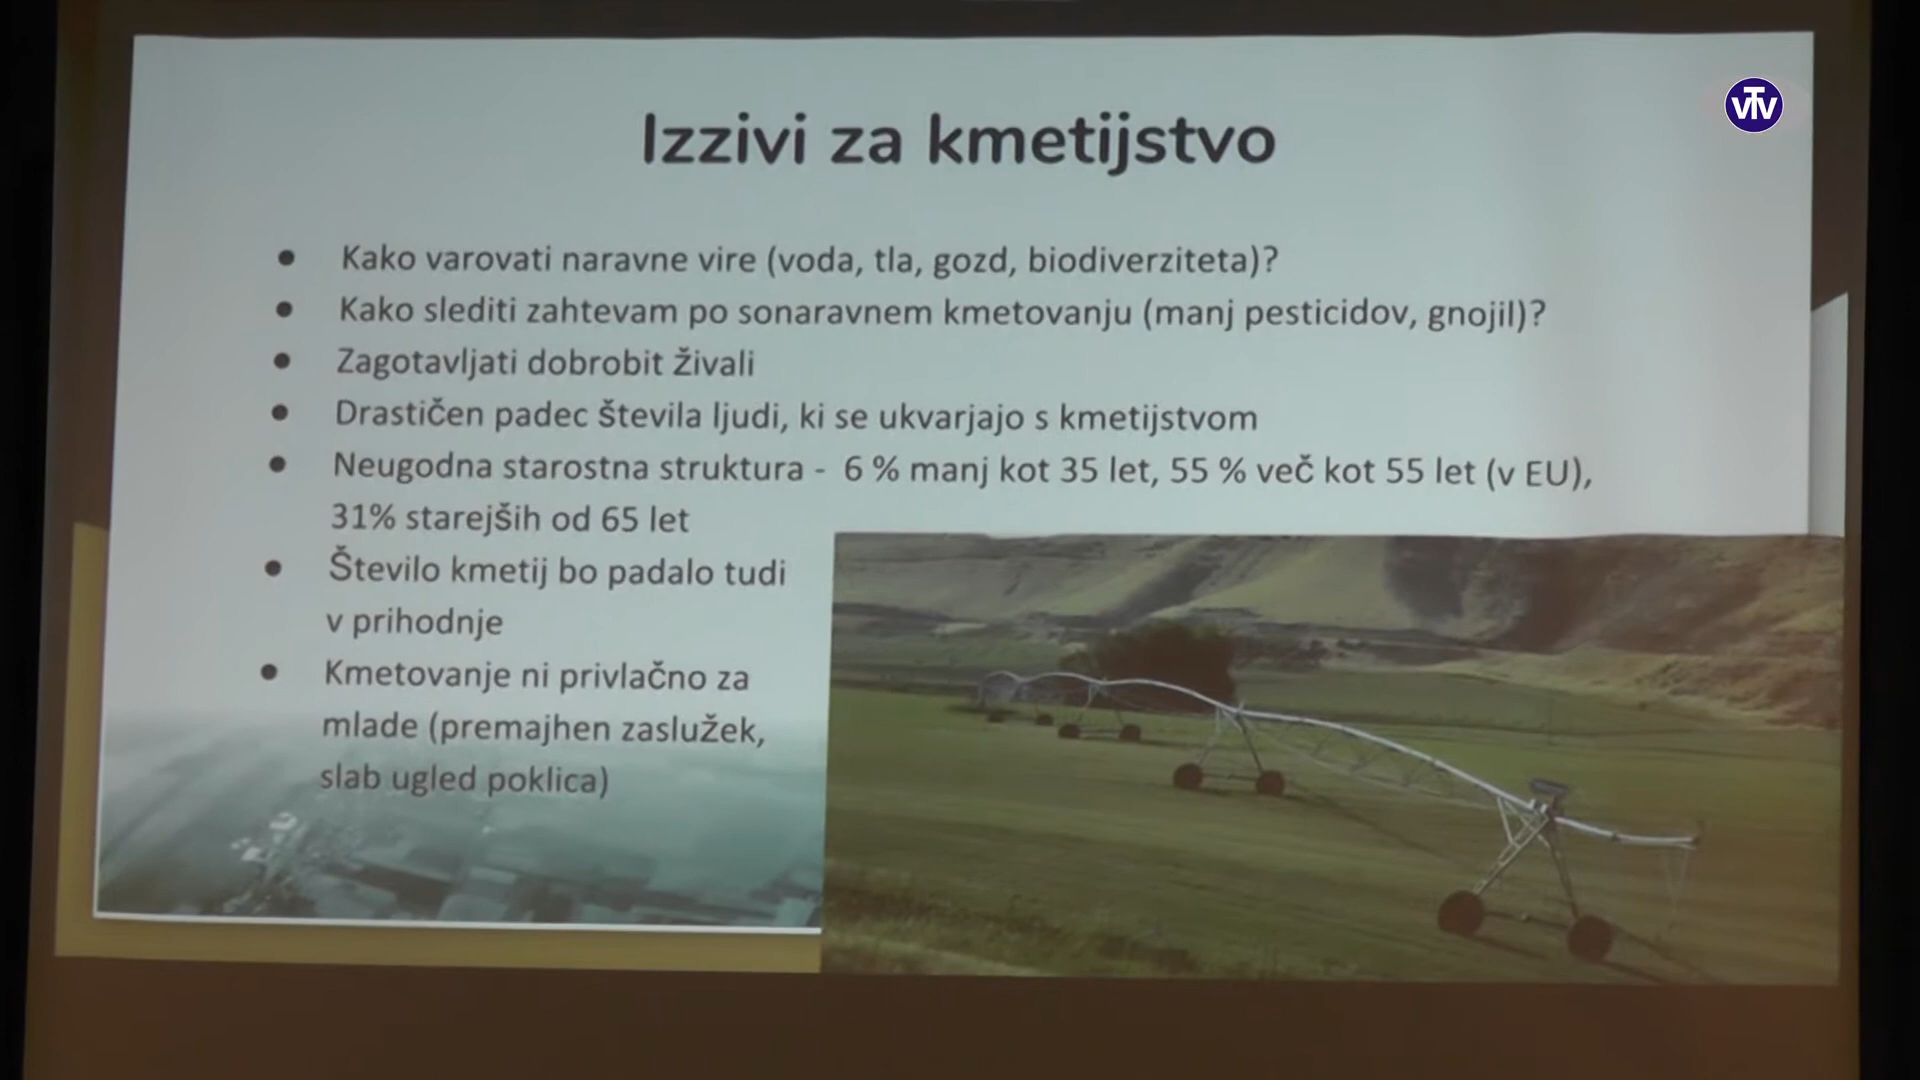 VTV
Izzivi za kmetijstvo
Kako varovati naravne vire (voda, tla, gozd, biodiverziteta)?
Kako slediti zahtevam po sonaravnem kmetovanju (manj pesticidov, gnojil)?
Zagotavljati dobrobit živali
Drastičen padec števila ljudi, ki se ukvarjajo s kmetijstvom
Neugodna starostna struktura - 6 % manj kot 35 let, 55 % več kot 55 let (v EU),
31% starejših od 65 let
Število kmetij bo padalo tudi
v prihodnje
Kmetovanje ni privlačno za
mlade (premajhen zaslužek,
slab ugled poklica)